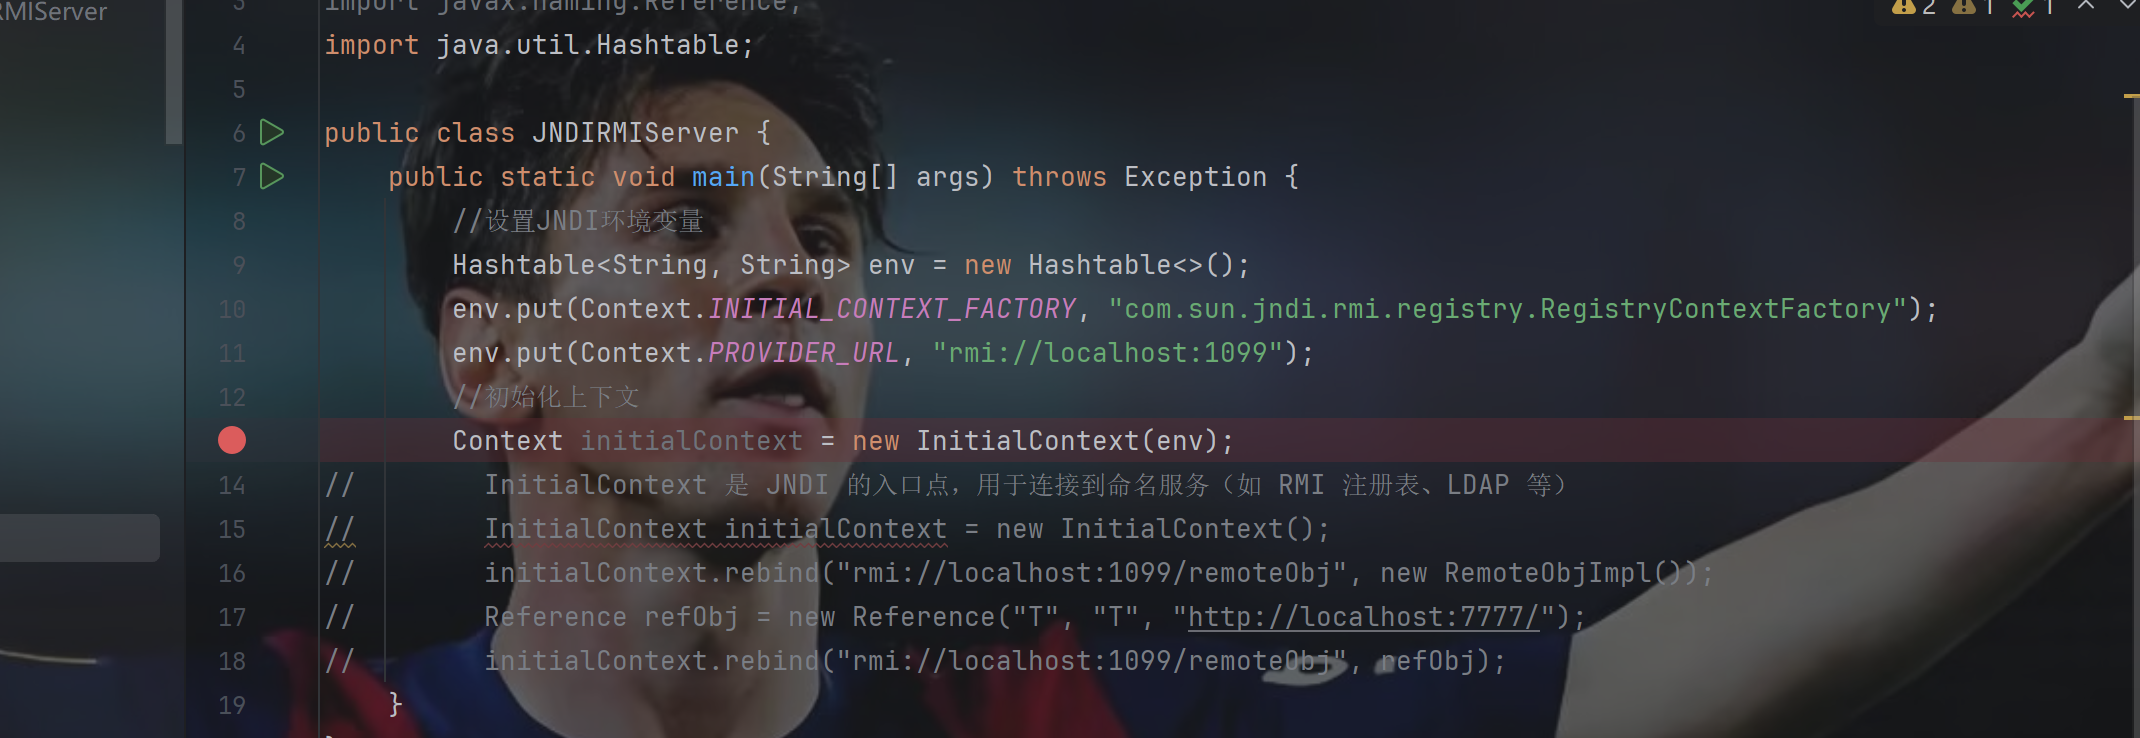 RMIServer
2 1 1
3 import javax.naming.Reference;
4 import java.util.Hashtable;
5
6 public class JNDIRMIServer {
7 public static void main(String[] args) throws Exception {
8 //设置JNDI环境变量
9 Hashtable<String, String> env = new Hashtable<>();
10 env.put(Context.INITIAL_CONTEXT_FACTORY, "com.sun.jndi.rmi.registry.RegistryContextFactory");
11 env.put(Context.PROVIDER_URL, "rmi://localhost:1099");
12 //初始化上下文
Context initialContext = new InitialContext(env);
14 // InitialContext 是 JNDI 的入口点，用于连接到命名服务（如 RMI 注册表、LDAP 等）
15 // InitialContext initialContext = new InitialContext();
16 // initialContext.rebind("rmi://localhost:1099/remoteObj", new RemoteObjImpl());
17 // Reference refObj = new Reference("T", "T", "http://localhost:7777/");
18 // initialContext.rebind("rmi://localhost:1099/remoteObj", refObj);
19 }